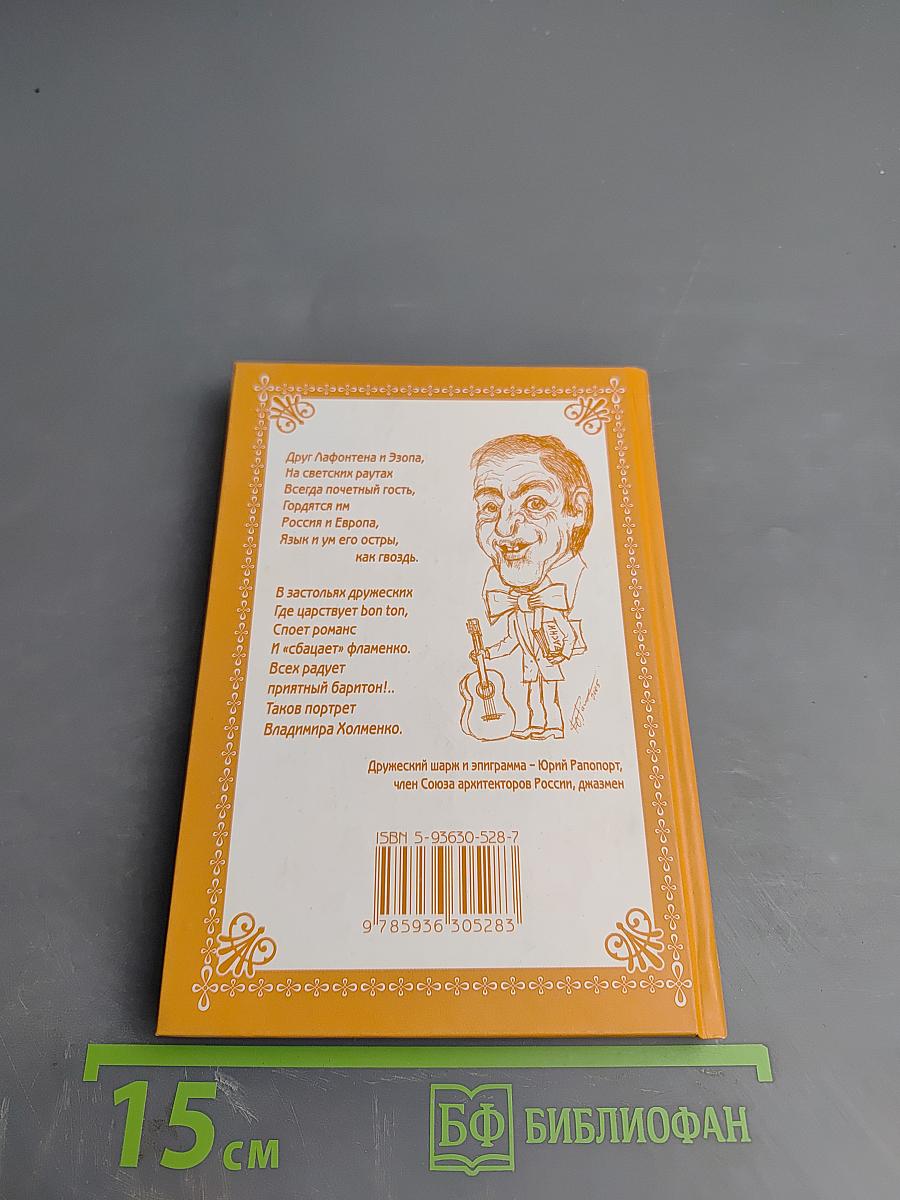 Друг Лафонтена и Эзопа,
На светских раутах
Всегда почетный гость,
Гордятся им
Россия и Европа,
Язык и ум его остры,
как гвоздь.
В застольях дружеских
Где царствует bon ton,
Споет романс
И «сбацает» фламенко.
Всех радует
приятный баритон!..
Таков портрет
Владимира Холменко.
Дружеский шарж и эпиграмма – Юрий Рапопорт,
член Союза архитекторов России, джазмен
ISBN 5-93630-528-7
9 785936 305283
15 см
БФ БИБЛИОФАН